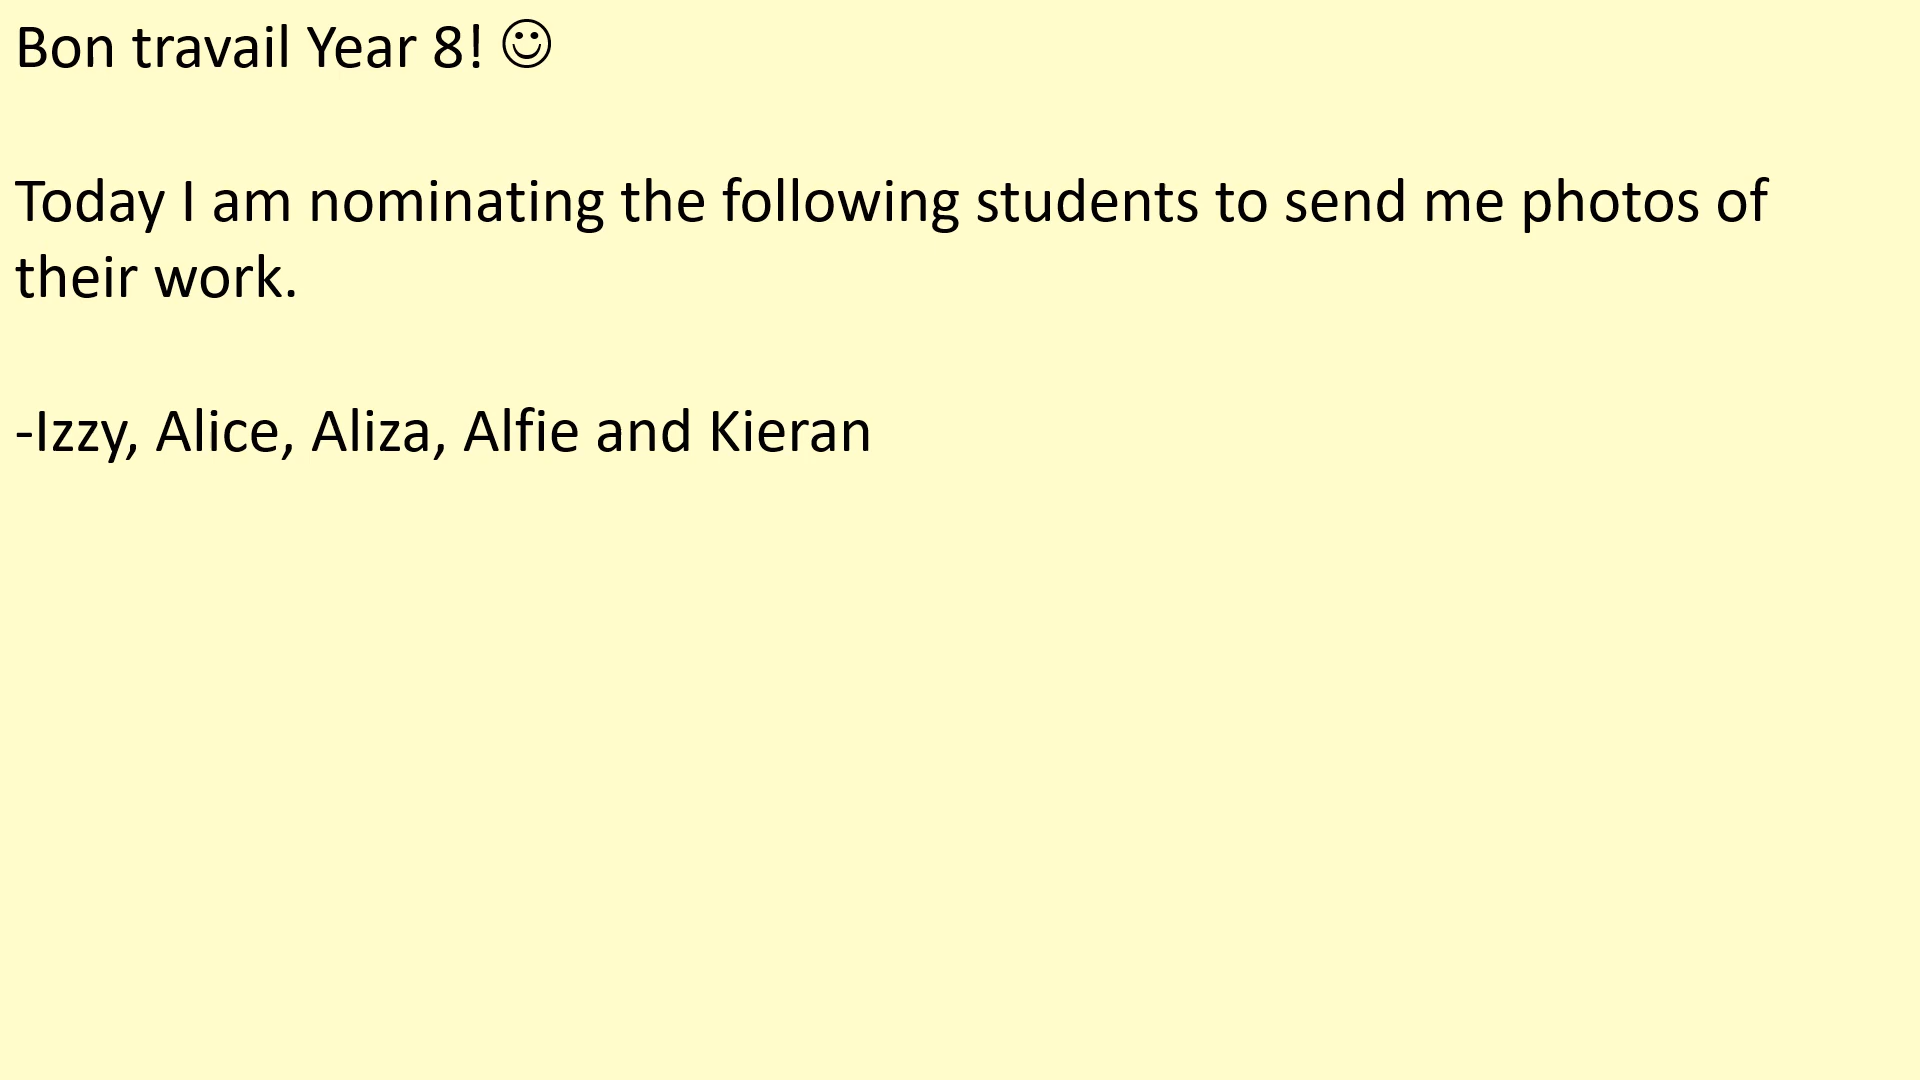 Bon travail Year 8! ☺
Today I am nominating the following students to send me photos of
their work.
-Izzy, Alice, Aliza, Alfie and Kieran